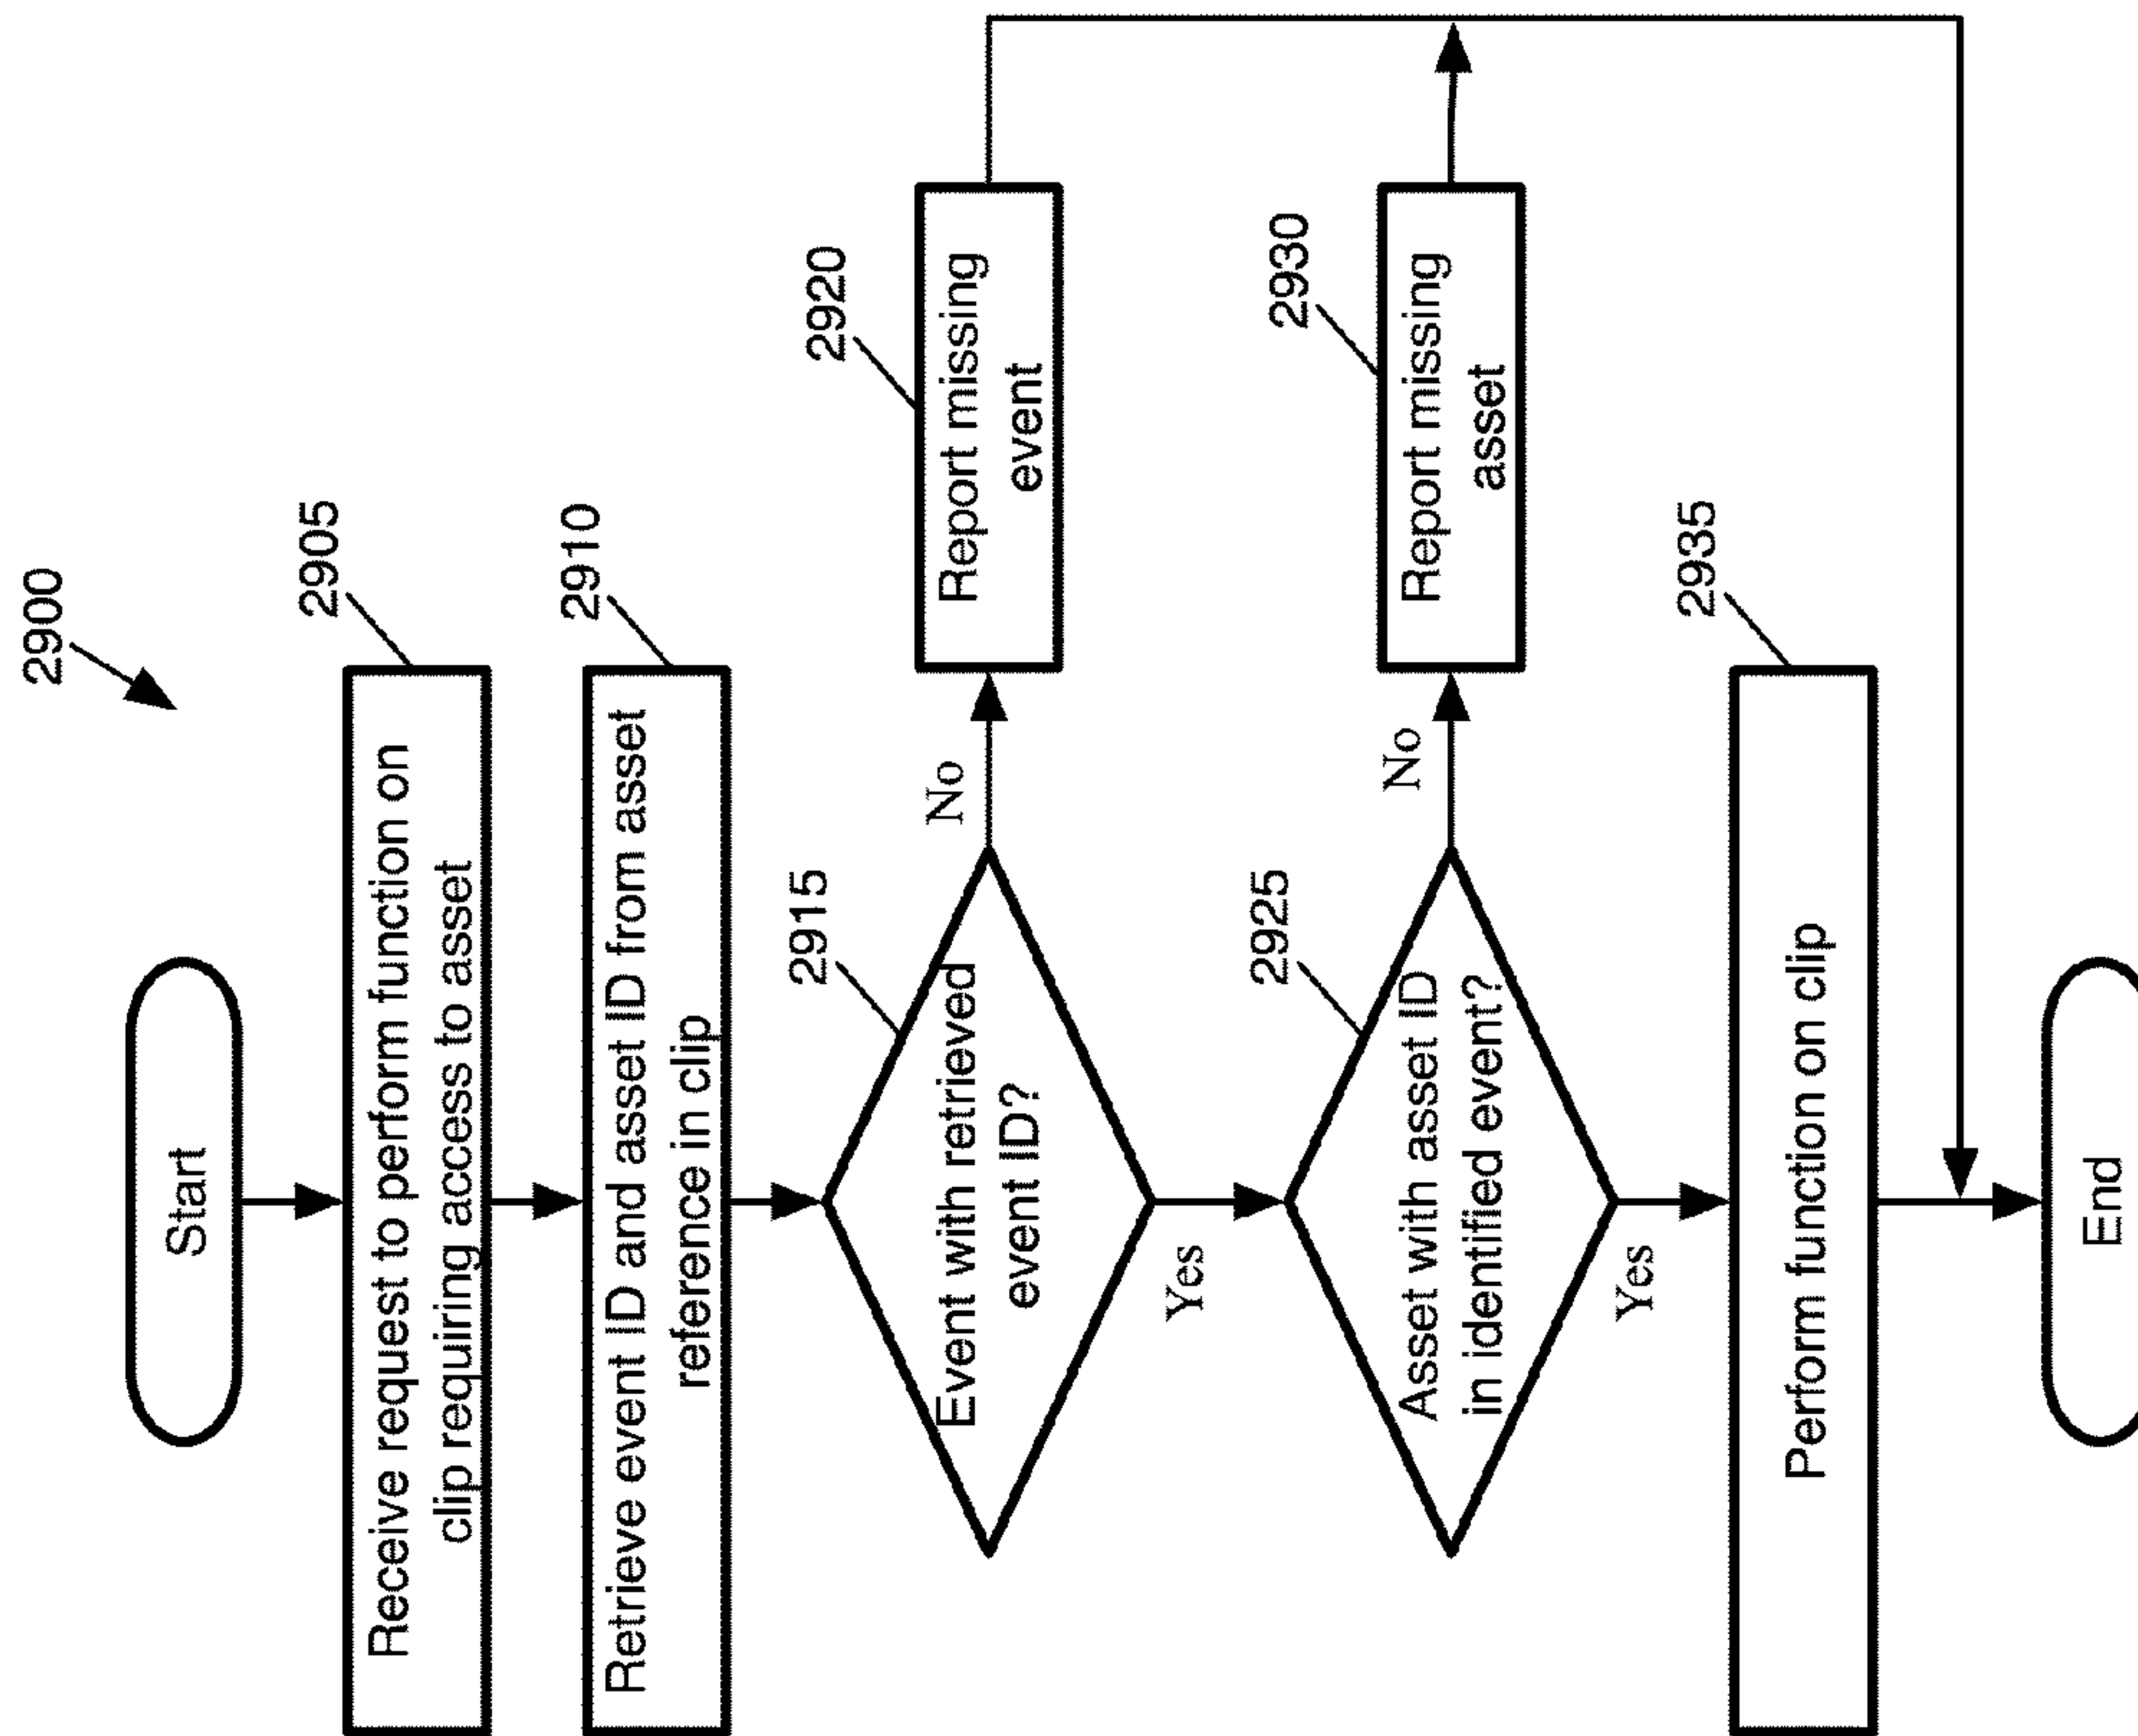 2900
Start
2905
Receive request to perform function on
clip requiring access to asset
2910
Retrieve event ID and asset ID from asset
reference in clip
2915
Event with retrieved
event ID?
No
2920
Report missing
event
Yes
2925
Asset with asset ID
in identified event?
No
2930
Report missing
asset
Yes
2935
Perform function on clip
End